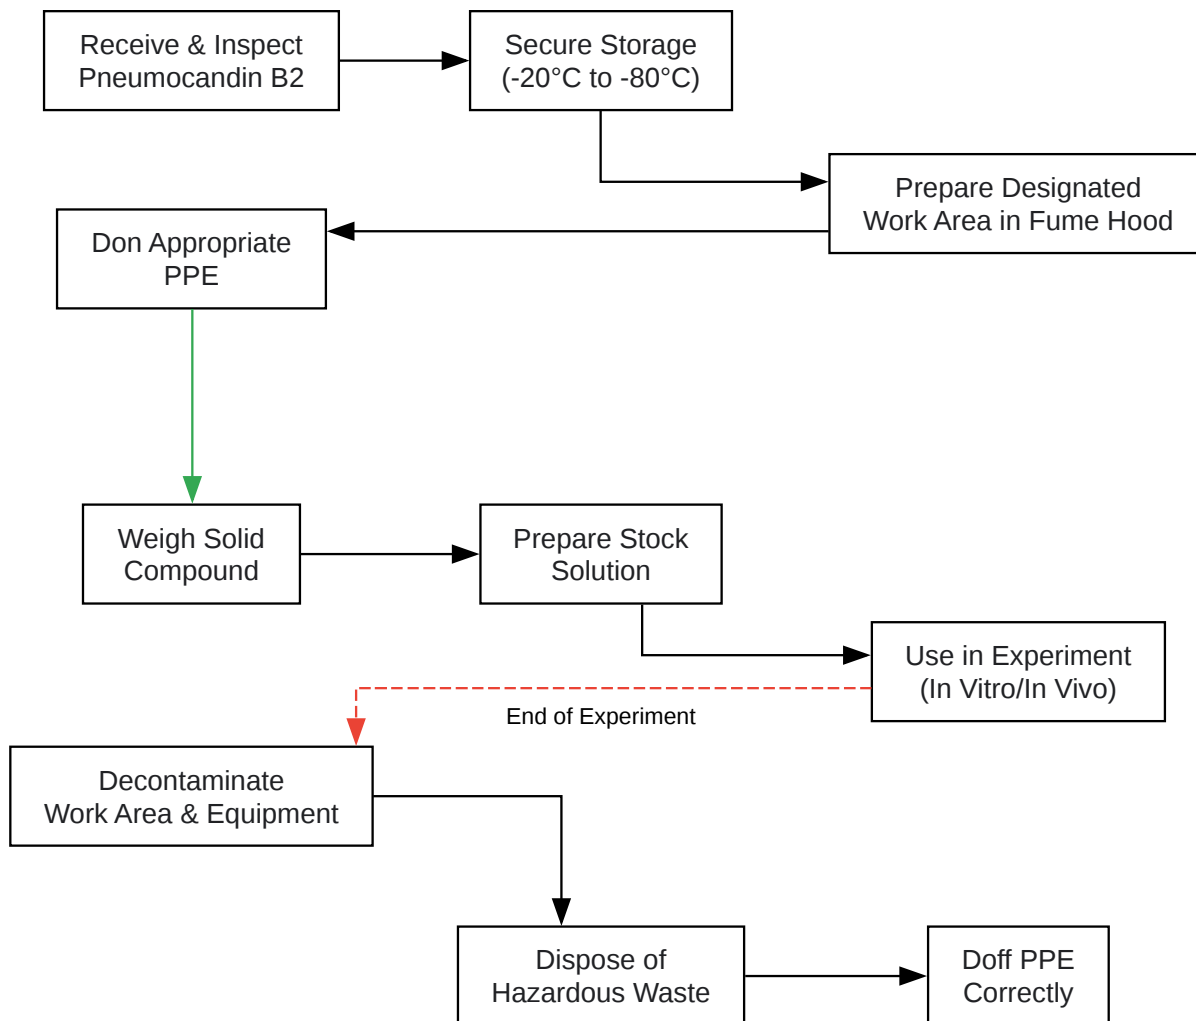 Receive & Inspect
Pneumocandin B2
Secure Storage
(-20°C to -80°C)
Prepare Designated
Work Area in Fume Hood
Don Appropriate
PPE
Weigh Solid
Compound
Prepare Stock
Solution
Use in Experiment
(In Vitro/In Vivo)
End of Experiment
Decontaminate
Work Area & Equipment
Dispose of
Hazardous Waste
Doff PPE
Correctly